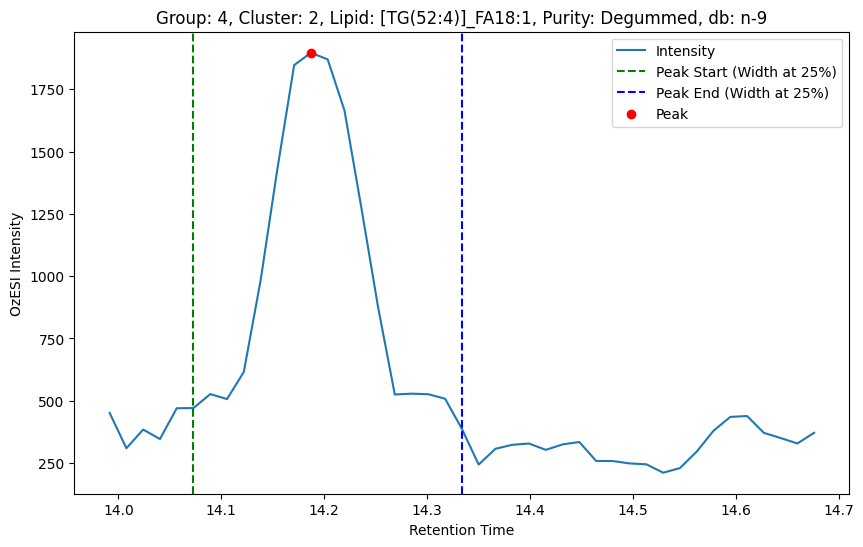 Group: 4, Cluster: 2, Lipid: [TG(52:4)]_FA18:1, Purity: Degummed, db: n-9
Intensity
Peak Start (Width at 25%)
Peak End (Width at 25%)
Peak
OzESI Intensity
1750
1500
1250
1000
750
500
250
14.0 14.1 14.2 14.3 14.4 14.5 14.6 14.7
Retention Time